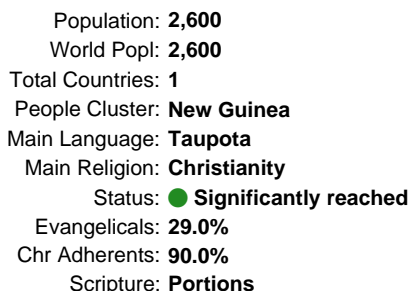 Population: 2,600
World Popl: 2,600
Total Countries: 1
People Cluster: New Guinea
Main Language: Taupota
Main Religion: Christianity
Status: Significantly reached
Evangelicals: 29.0%
Chr Adherents: 90.0%
Scripture: Portions